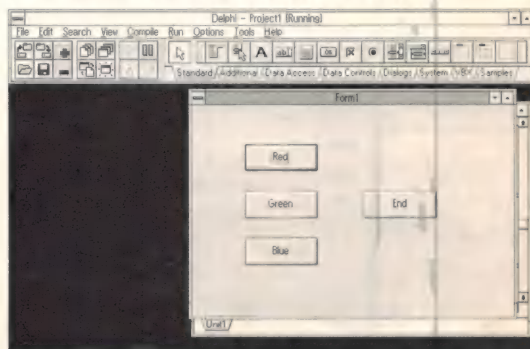 Delphi - Project1 [Running]
File Edit Search View Compile Run Options Tools Help
Standard Additional Data Access Data Controls Dialogs System VBX Samples
Form1
Red
Green End
Blue
Unit1